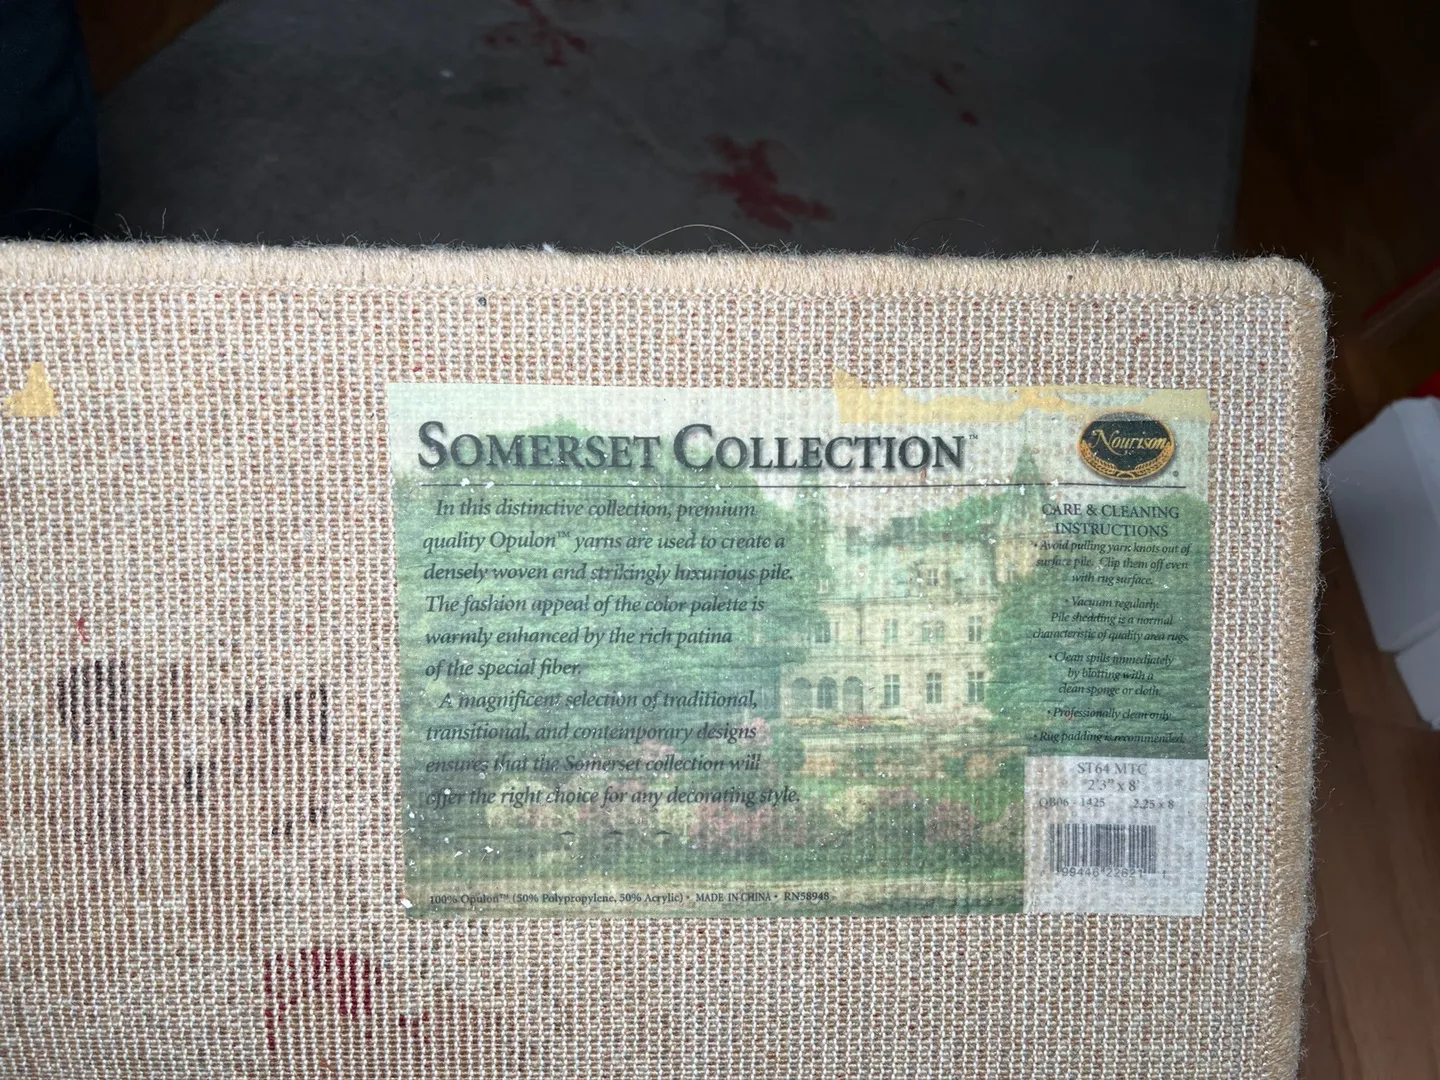 SOMERSET COLLECTION™
Nourison
In this distinctive collection, premium
quality Opulon™ yarns are used to create a
densely woven and strikingly luxurious pile.
The fashion appeal of the color palette is
warmly enhanced by the rich patina
of the special fiber.
A magnificent selection of traditional,
transitional, and contemporary designs
ensures that the Somerset collection will
offer the right choice for any decorating style.
100% Opulon™ (50% Polypropylene, 50% Acrylic) • MADE IN CHINA • RN58948
CARE & CLEANING
INSTRUCTIONS
• Avoid pulling yarn knots out of
surface pile. Clip them off even
with rug surface.
• Vacuum regularly.
Pile shedding is a normal
characteristic of quality area rugs.
• Clean spills immediately
by blotting with a
clean sponge or cloth.
• Professionally clean only
• Rug padding is recommended.
ST64 MTC
2'3" x 8'
OB06 - 1425 2.25 x 8
99446 22621 1